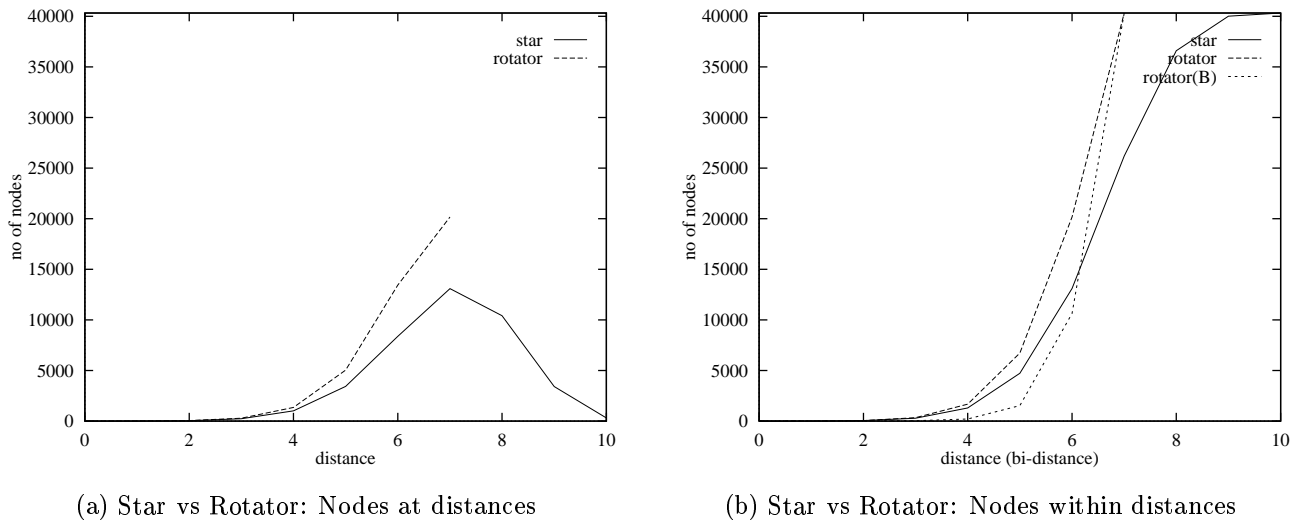 40000
35000
30000
25000
20000
15000
10000
5000
0
no of nodes
star
rotator
0 2 4 6 8 10
distance
(a) Star vs Rotator: Nodes at distances
40000
35000
30000
25000
20000
15000
10000
5000
0
no of nodes
star
rotator
rotator(B)
0 2 4 6 8 10
distance (bi-distance)
(b) Star vs Rotator: Nodes within distances